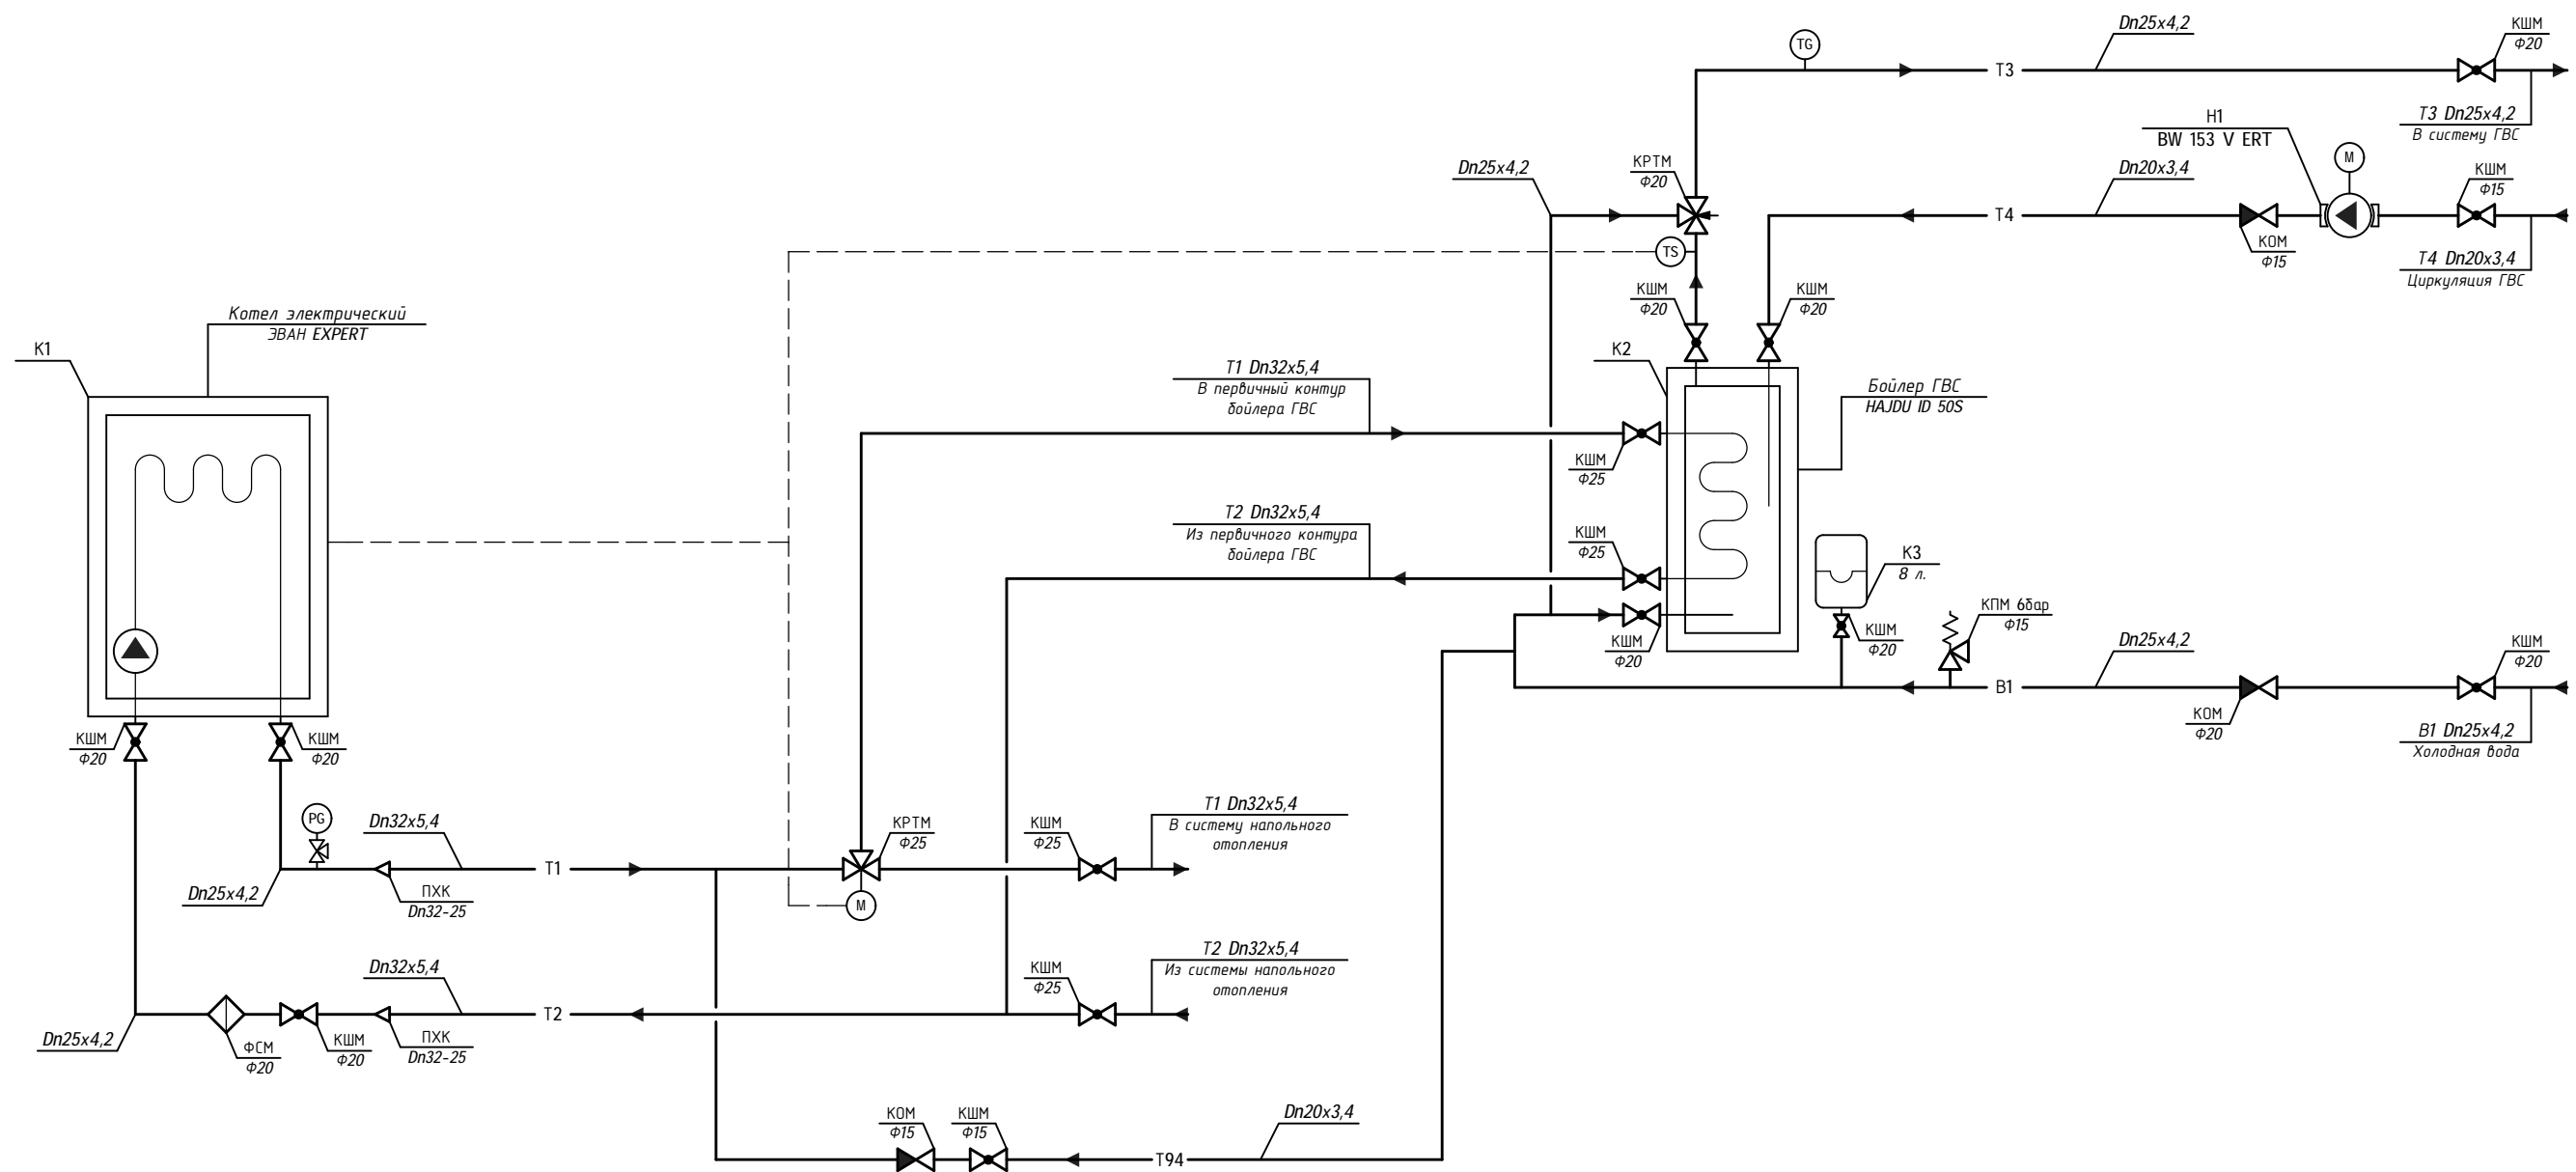 Dn25x4,2
КШМ
Ф20
TG
Т3
Т3 Dn25x4,2
В систему ГВС
Н1
BW 153 V ERT
М
Dn25x4,2
КРТМ
Ф20
Dn20x3,4
КШМ
Ф15
Т4
КОМ
Ф15
Т4 Dn20x3,4
Циркуляция ГВС
TS
КШМ
Ф20
КШМ
Ф20
Котел электрический
ЭВАН EXPERT
К1
К2
Т1 Dn32x5,4
В первичный контур
бойлера ГВС
Бойлер ГВС
HAJDU ID 50S
КШМ
Ф25
Т2 Dn32x5,4
Из первичного контура
бойлера ГВС
КШМ
Ф25
К3
8 л.
КПМ 6бар
Ф15
КШМ
Ф20
КШМ
Ф20
Dn25x4,2
КШМ
Ф20
В1
КОМ
Ф20
В1 Dn25x4,2
Холодная вода
КШМ
Ф20
КШМ
Ф20
PG
Dn32x5,4
Т1
КРТМ
Ф25
КШМ
Ф25
Т1 Dn32x5,4
В систему напольного
отопления
Dn25x4,2
ПХК
Dn32-25
М
Dn32x5,4
КШМ
Ф25
Т2 Dn32x5,4
Из системы напольного
отопления
Т2
Dn25x4,2
ФСМ
Ф20
КШМ
Ф20
ПХК
Dn32-25
КОМ
Ф15
КШМ
Ф15
Dn20x3,4
Т94